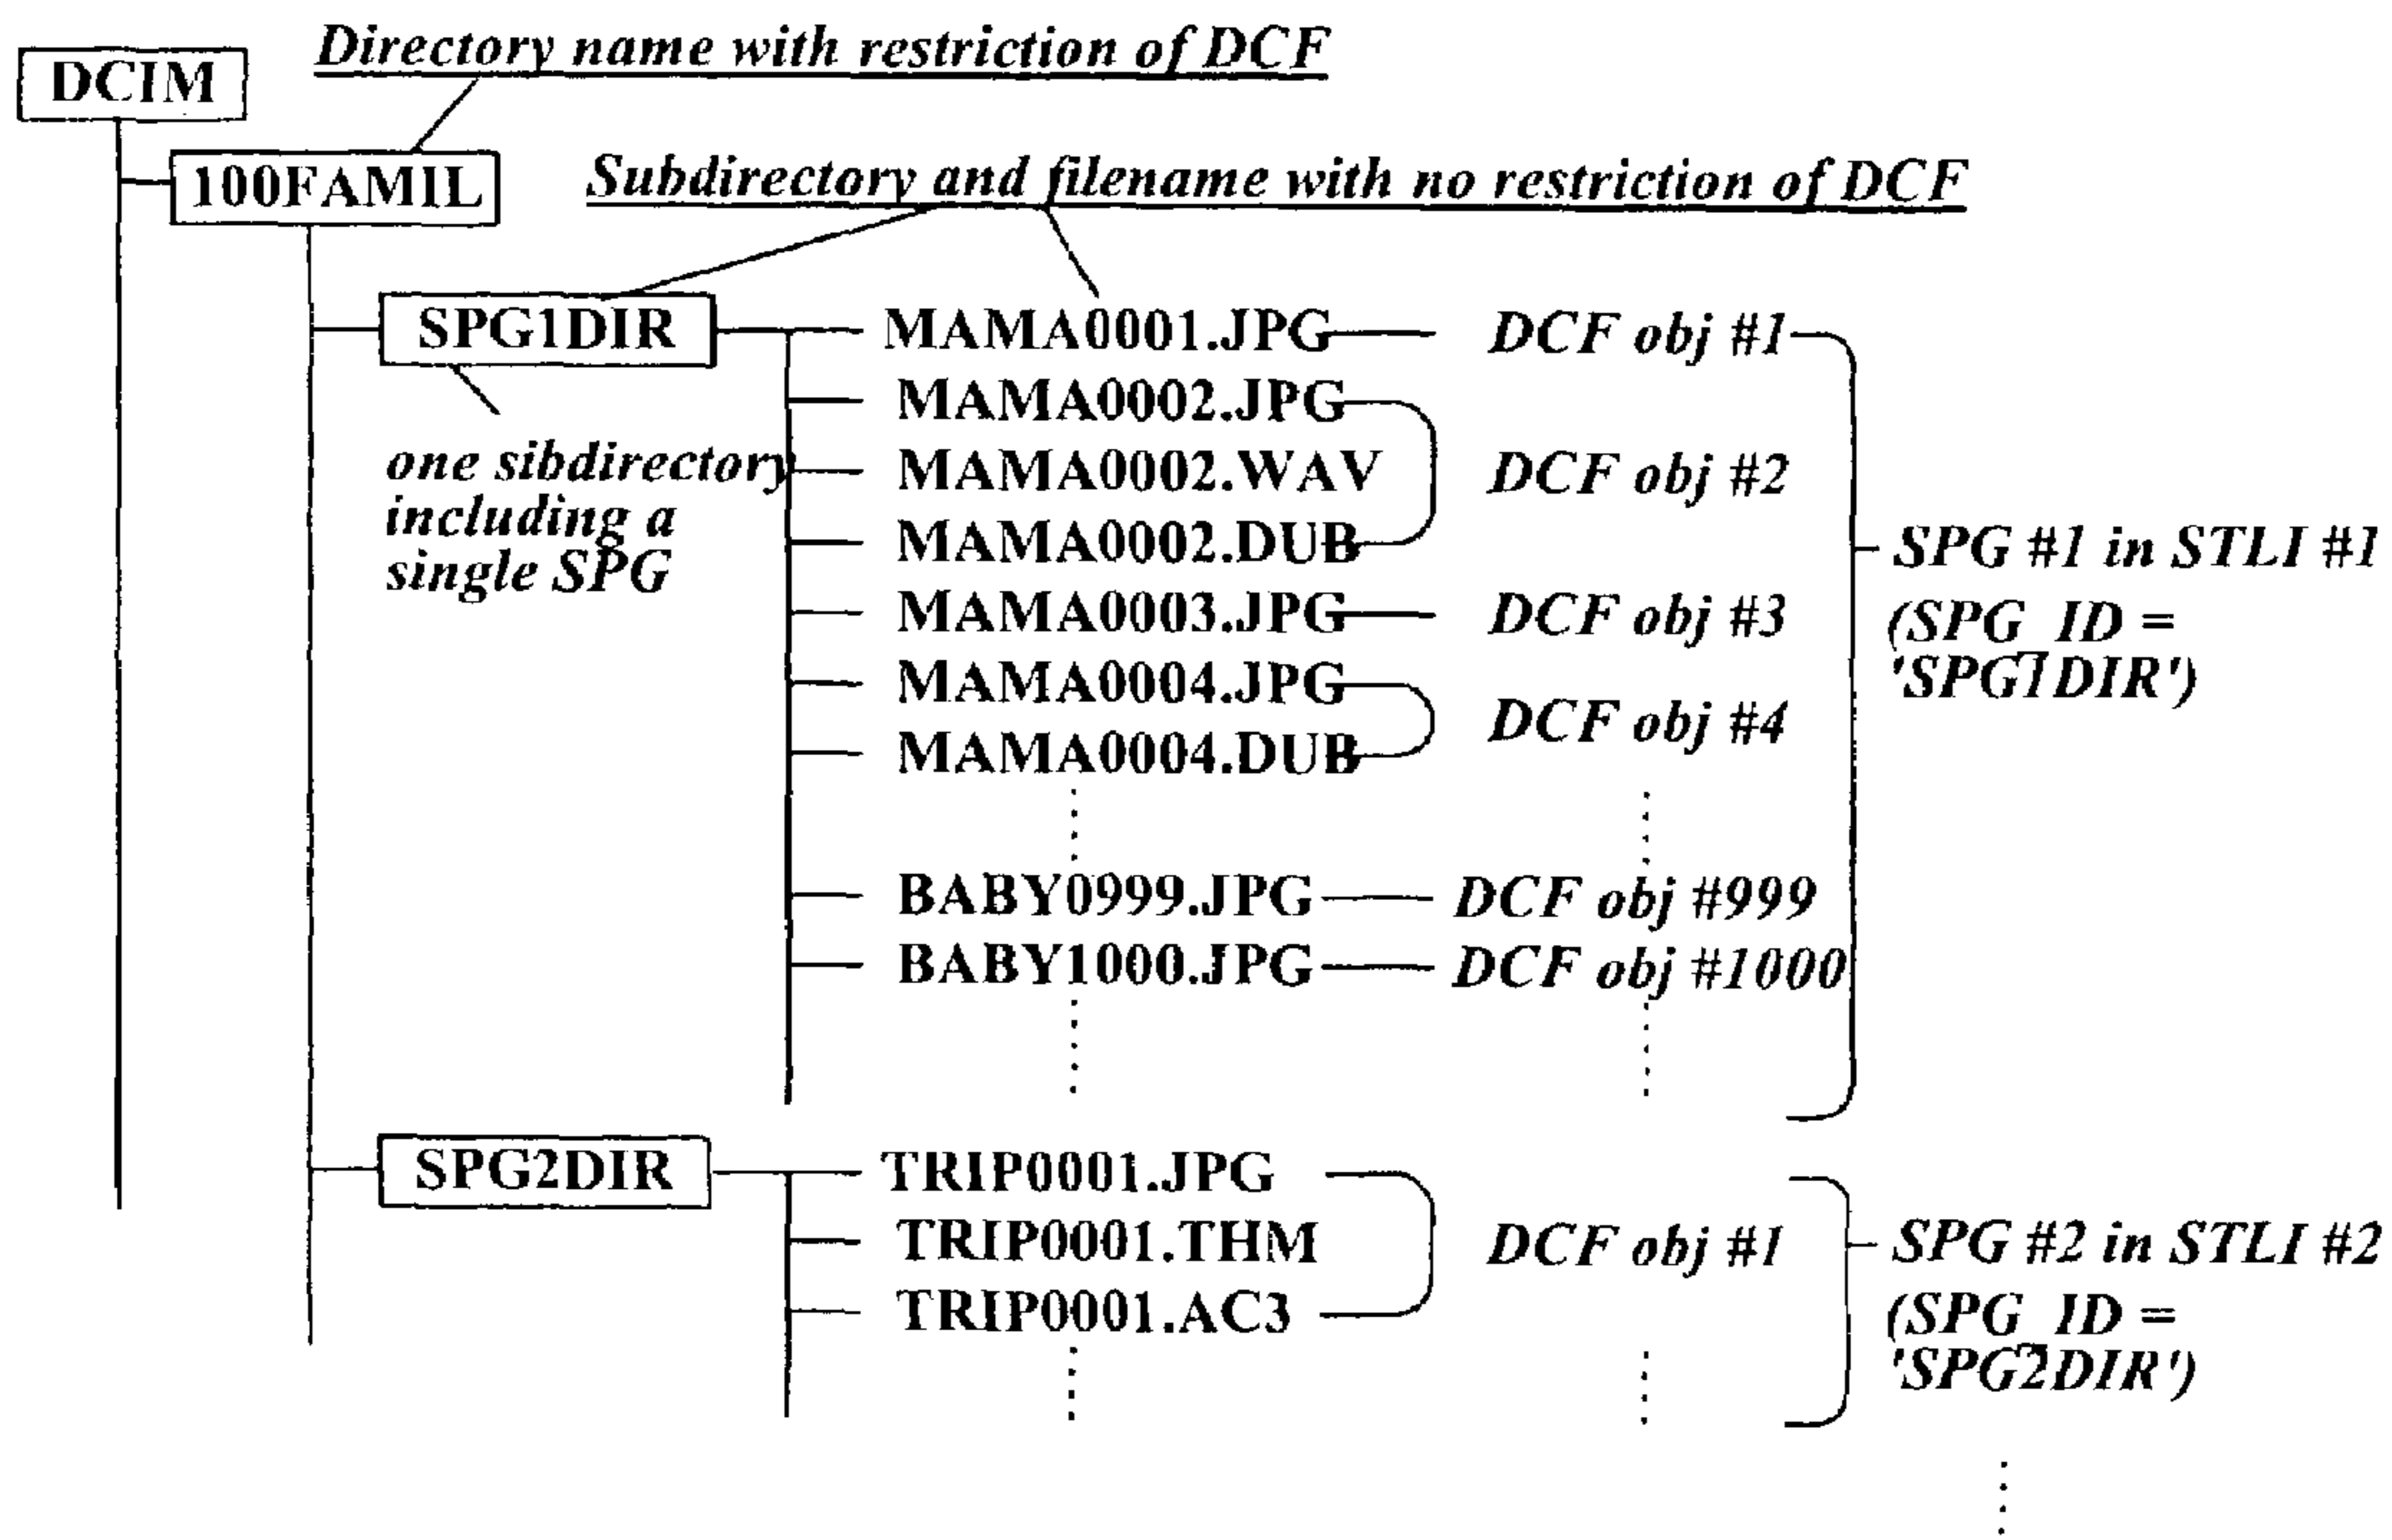 Directory name with restriction of DCF
DCIM
100FAMIL
Subdirectory and filename with no restriction of DCF
SPG1DIR
MAMA0001.JPG
DCF obj #1
MAMA0002.JPG
one sibdirectory
including a
single SPG
MAMA0002.WAV
DCF obj #2
MAMA0002.DUB
SPG #1 in STLI #1
(SPG_ID =
'SPG1DIR')
MAMA0003.JPG
DCF obj #3
MAMA0004.JPG
DCF obj #4
MAMA0004.DUB
BABY0999.JPG
DCF obj #999
BABY1000.JPG
DCF obj #1000
SPG2DIR
TRIP0001.JPG
TRIP0001.THM
DCF obj #1
SPG #2 in STLI #2
(SPG_ID =
'SPG2DIR')
TRIP0001.AC3